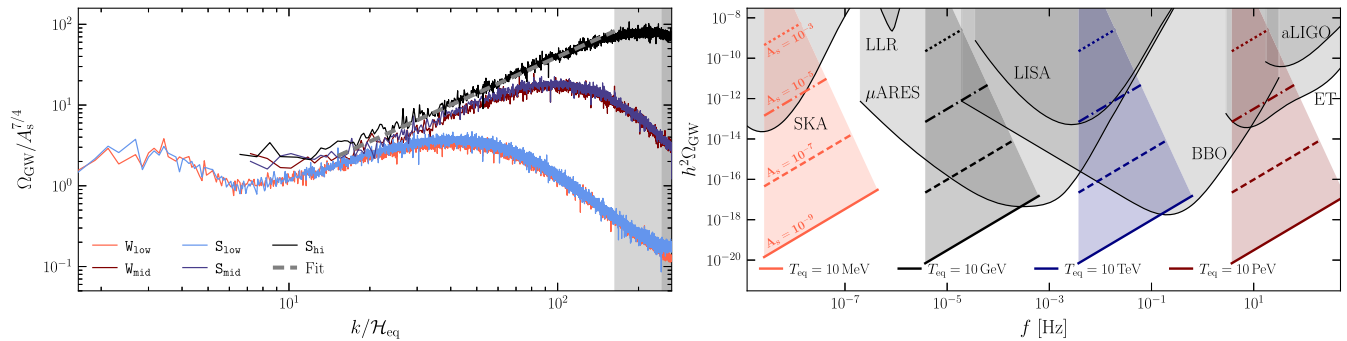 10²
10¹
10⁰
10⁻¹
Ω_GW/A_s^{7/4}
W_low
S_low
S_hi
W_mid
S_mid
Fit
10¹
10²
k/ℋ_eq
10⁻⁸
10⁻¹⁰
10⁻¹²
10⁻¹⁴
10⁻¹⁶
10⁻¹⁸
10⁻²⁰
h²Ω_GW
A_s = 10⁻³
A_s = 10⁻⁵
A_s = 10⁻⁷
A_s = 10⁻⁹
LLR
aLIGO
LISA
μARES
ET
SKA
BBO
T_eq = 10 MeV
T_eq = 10 GeV
T_eq = 10 TeV
T_eq = 10 PeV
10⁻⁷
10⁻⁵
10⁻³
10⁻¹
10¹
f [Hz]